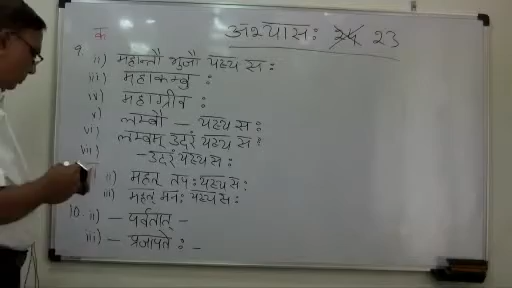 क
अभ्यासः 24 23
9. ii) महान्तौ भुजौ यस्य सः
iii) महाकम्बु :
iv) महाग्रीव :
v) लम्बौ — यस्य सः
vi) लम्बम् उदरं यस्य सः
vii) - उदरं यस्य सः
ii) महत् तपः यस्य सः
iii) महत् मनः यस्य सः
10. ii) - पर्वतात् -
iii) - प्रजापते : -